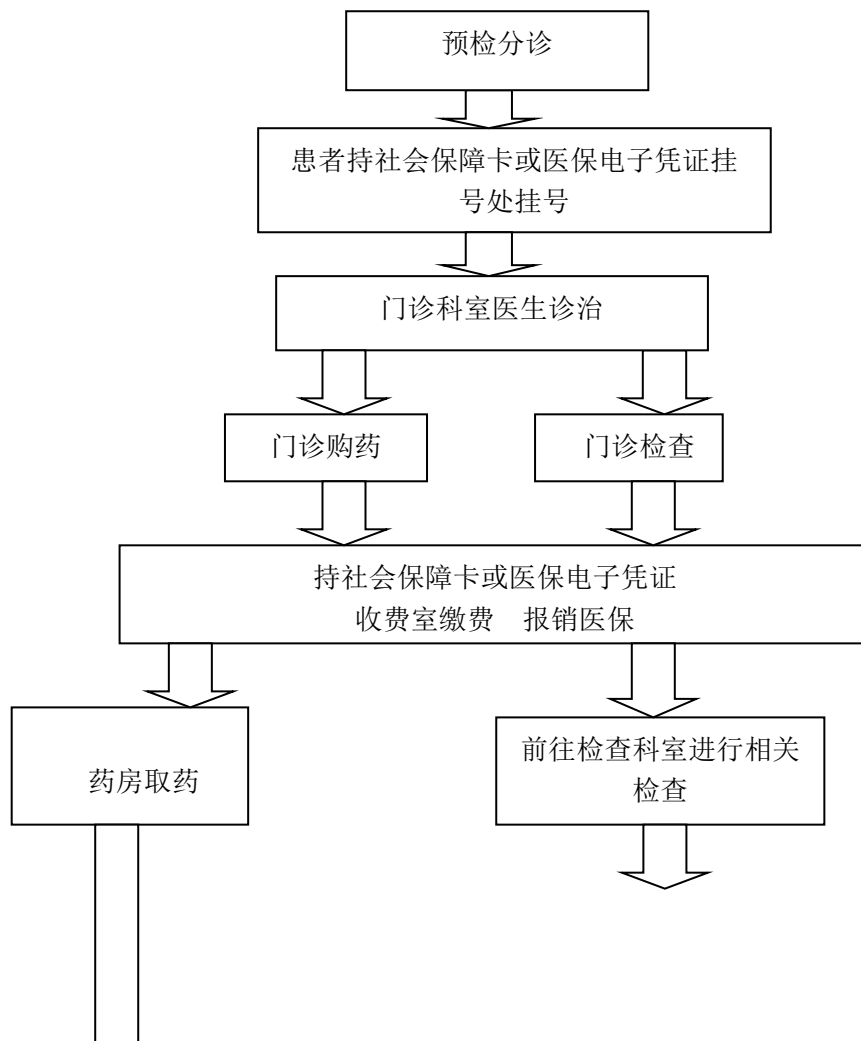 预检分诊
患者持社会保障卡或医保电子凭证挂
号处挂号
门诊科室医生诊治
门诊购药
门诊检查
持社会保障卡或医保电子凭证
收费室缴费　报销医保
药房取药
前往检查科室进行相关
检查